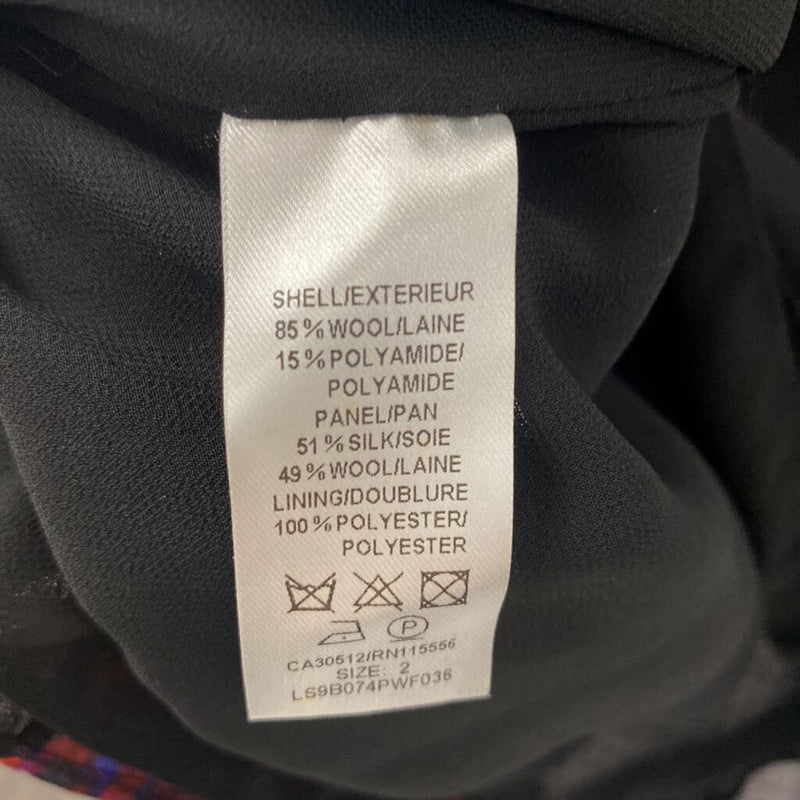 SHELL/EXTERIEUR
85% WOOL/LAINE
15% POLYAMIDE/
POLYAMIDE
PANEL/PAN
51% SILK/SOIE
49% WOOL/LAINE
LINING/DOUBLURE
100% POLYESTER/
POLYESTER
P
CA30512/RN115556
SIZE: 2
LS9B074PWF036